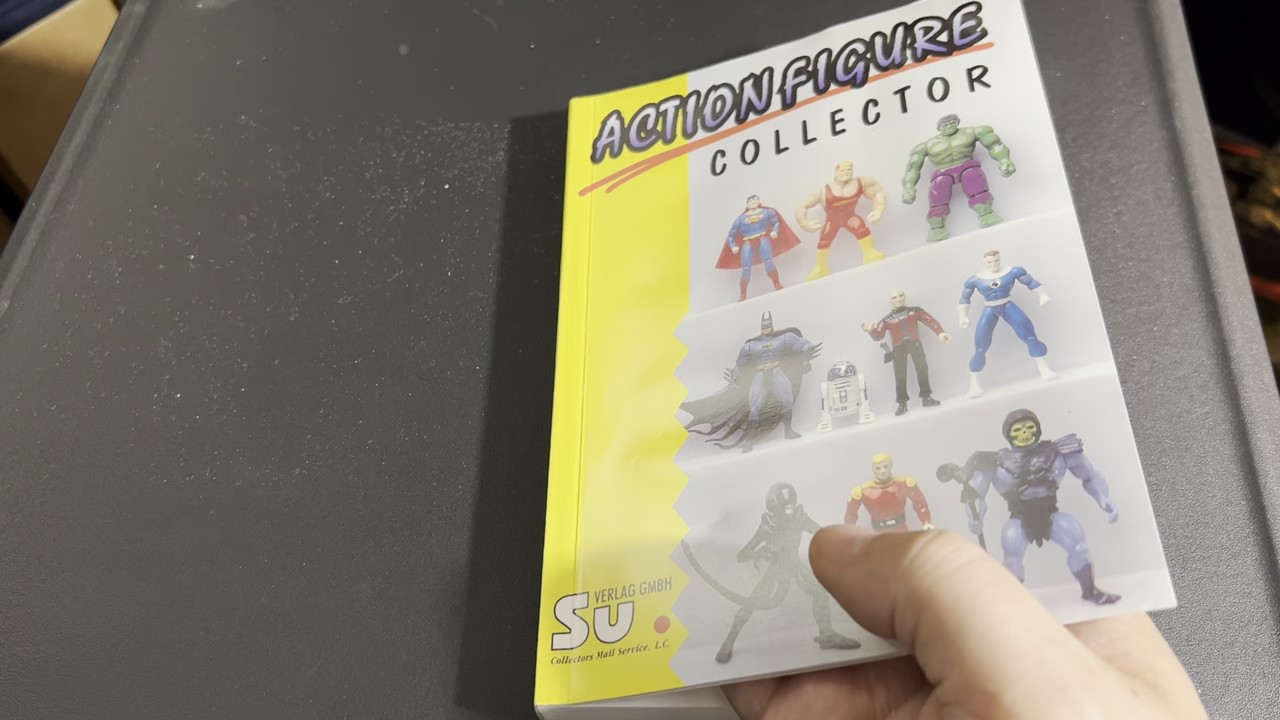 ACTION FIGURE
COLLECTOR
VERLAG GMBH
Su
Collectors Mail Service, L.C.